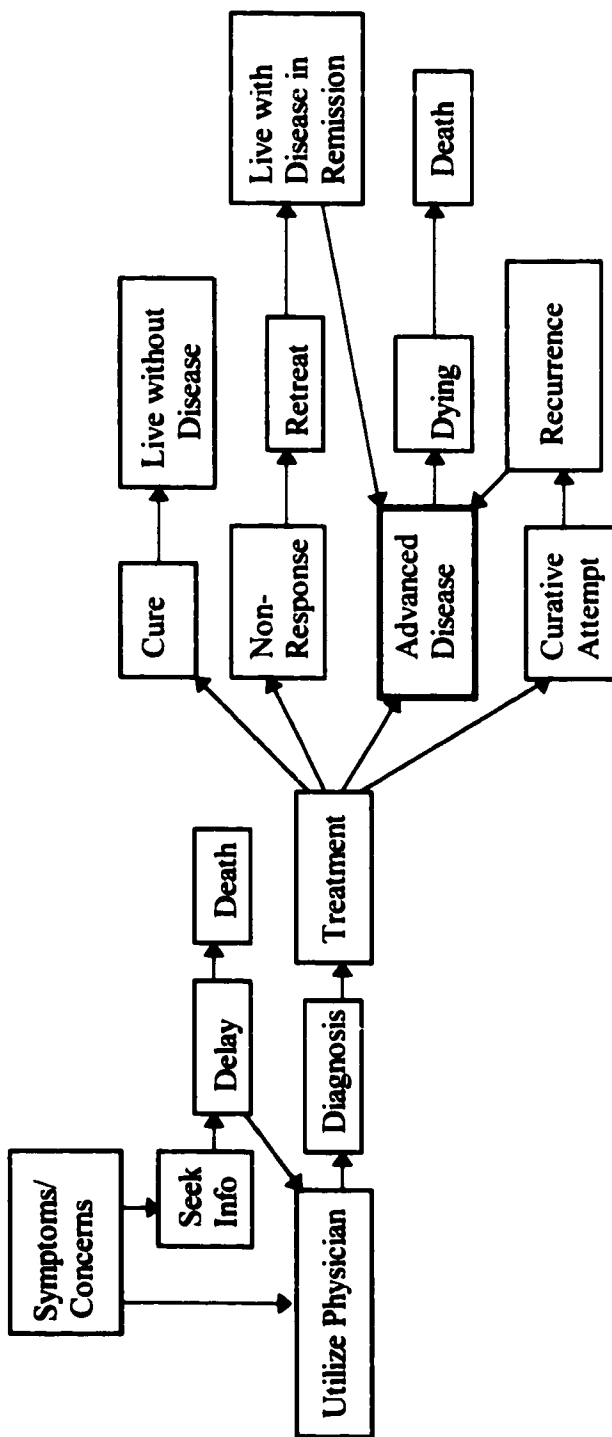 Symptoms/
Concerns
Seek
Info
Delay
Death
Utilize Physician
Diagnosis
Treatment
Cure
Live without
Disease
Non-
Response
Retreat
Live with
Disease in
Remission
Advanced
Disease
Dying
Death
Curative
Attempt
Recurrence